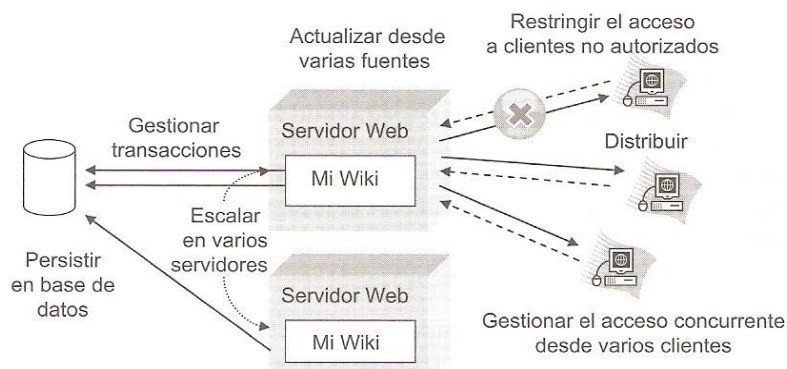 Restringir el acceso
a clientes no autorizados
Actualizar desde
varias fuentes
Gestionar
transacciones
Servidor Web
Mi Wiki
Distribuir
Escalar
en varios
servidores
Persistir
en base de
datos
Servidor Web
Mi Wiki
Gestionar el acceso concurrente
desde varios clientes